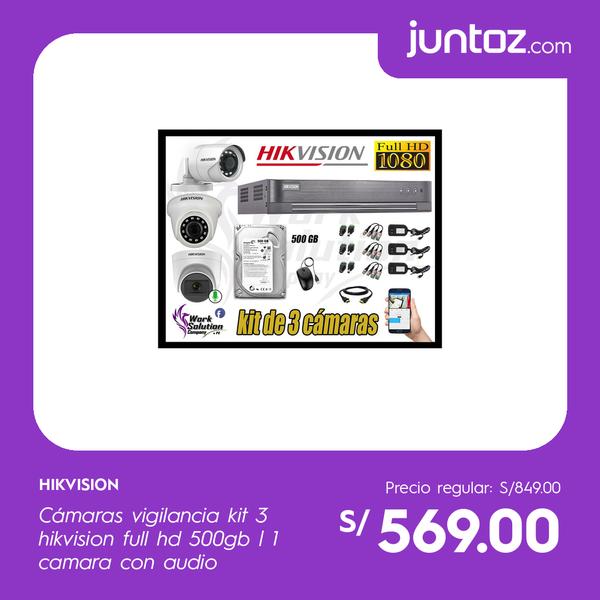 juntoz.com
HIKVISION
Full HD
1080
500 GB
Work
Solution
Company
kit de 3 cámaras
HIKVISION
Cámaras vigilancia kit 3
hikvision full hd 500gb | 1
camara con audio
Precio regular: S/849.00
S/ 569.00